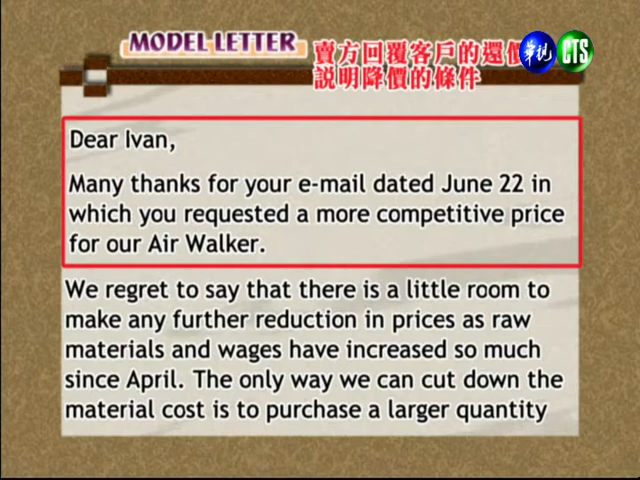 MODEL LETTER
賣方回覆客戶的還價
說明降價的條件
華視 CTS
Dear Ivan,
Many thanks for your e-mail dated June 22 in
which you requested a more competitive price
for our Air Walker.
We regret to say that there is a little room to
make any further reduction in prices as raw
materials and wages have increased so much
since April. The only way we can cut down the
material cost is to purchase a larger quantity